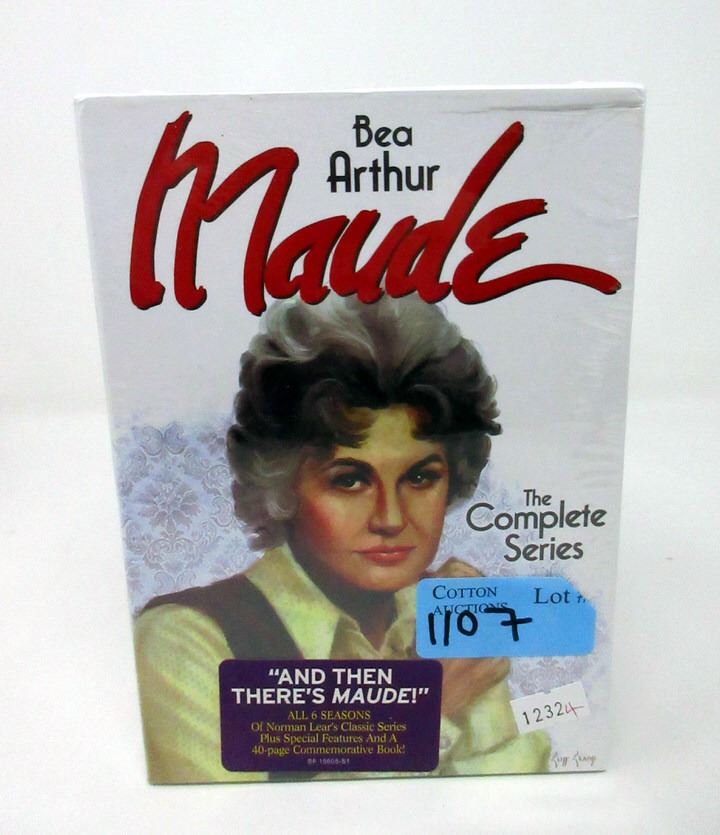 Bea
Arthur
Maude
The
Complete
Series
COTTON
AUCTIONS
Lot
1107
12324
"AND THEN
THERE'S MAUDE!"
ALL 6 SEASONS
Of Norman Lear's Classic Series
Plus Special Features And A
40-page Commemorative Book!